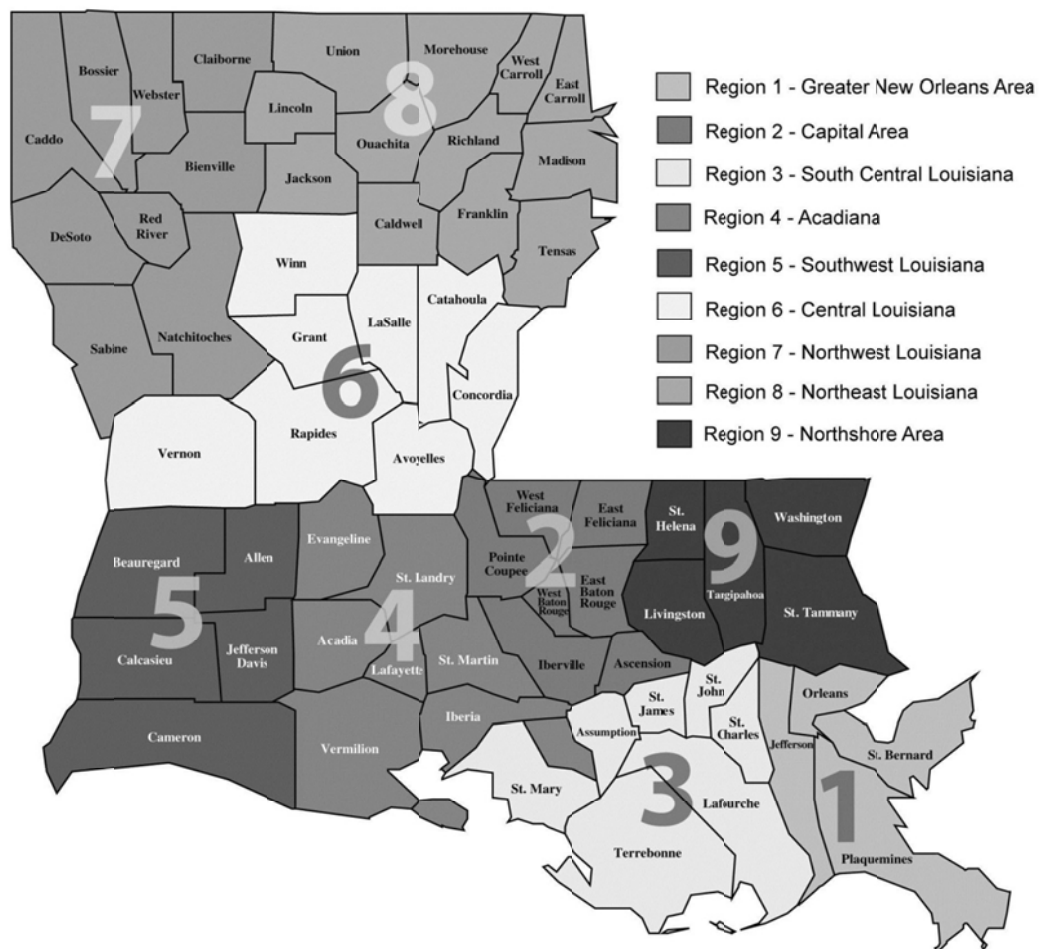 Bossier
Webster
Claiborne
Union
Morehouse
West
Carroll
East
Carroll
Lincoln
7
8
Caddo
Ouachita
Richland
Madison
Bienville
Jackson
Red
River
DeSoto
Caldwell
Franklin
Tensas
Winn
Catahoula
LaSalle
Sabine
Natchitoches
Grant
6
Concordia
Rapides
Vernon
Avoyelles
West
Feliciana
East
Feliciana
St.
Helena
Washington
Evangeline
2
9
Beauregard
Allen
Pointe
Coupee
St. Landry
East
Baton
Rouge
West
Baton
Rouge
Targipahoa
5
4
Livingston
St. Tammany
Acadia
Jefferson
Davis
Calcasieu
Lafayette
St. Martin
Iberville
Ascension
St.
John
Orleans
Iberia
St.
James
Cameron
Vermilion
Assumption
St.
Charles
Jefferson
St. Bernard
St. Mary
3
1
Lafourche
Terrebonne
Plaquemines
Region 1 - Greater New Orleans Area
Region 2 - Capital Area
Region 3 - South Central Louisiana
Region 4 - Acadiana
Region 5 - Southwest Louisiana
Region 6 - Central Louisiana
Region 7 - Northwest Louisiana
Region 8 - Northeast Louisiana
Region 9 - Northshore Area